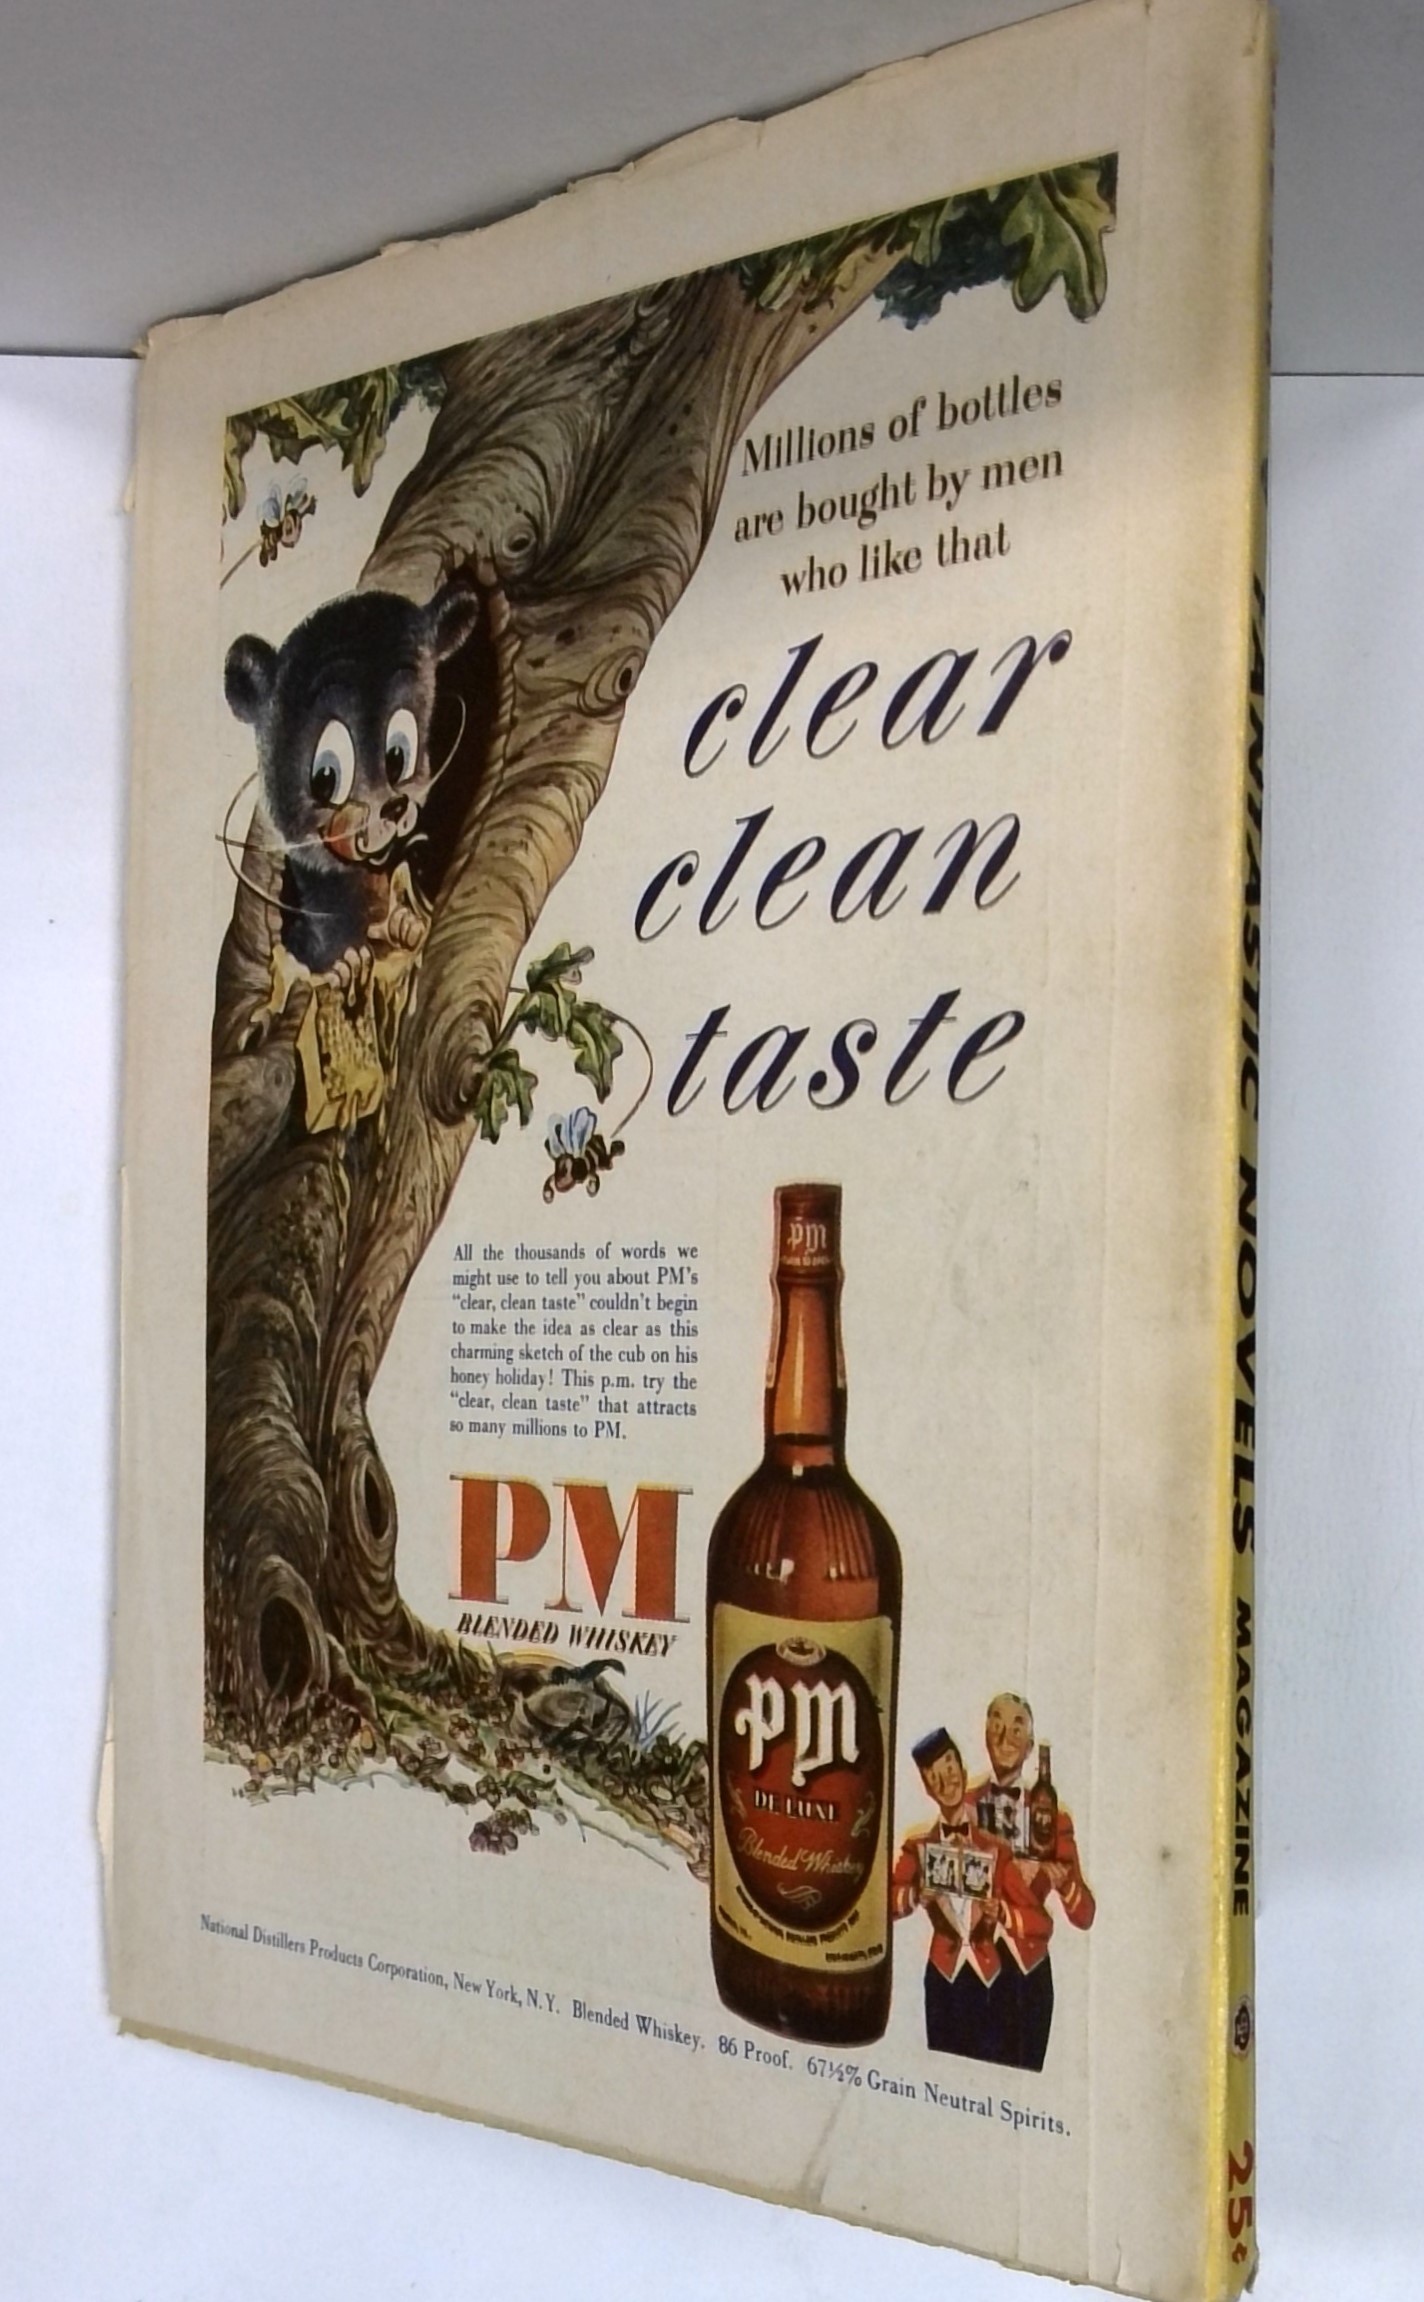 Millions of bottles
are bought by men
who like that
clear
clean
taste
All the thousands of words we
might use to tell you about PM's
“clear, clean taste” couldn't begin
to make the idea as clear as this
charming sketch of the cub on his
honey holiday! This p.m. try the
“clear, clean taste” that attracts
so many millions to PM.
PM
BLENDED WHISKEY
PM
PM
DE LUXE
Blended Whiskey
National Distillers Products Corporation, New York, N.Y. Blended Whiskey. 86 Proof. 67½% Grain Neutral Spirits.
FANTASTIC NOVELS MAGAZINE
25¢